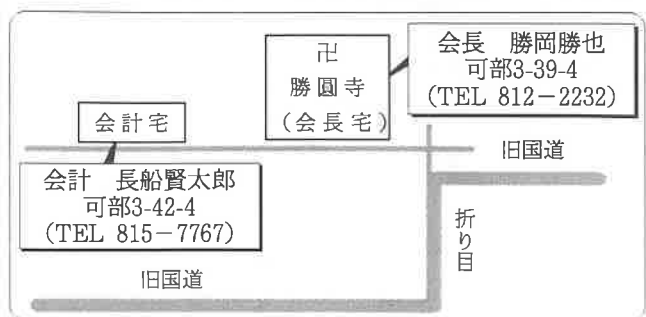 卍
勝圓寺
（会長宅）
会長　勝岡勝也
可部3-39-4
（TEL 812－2232）
会計宅
会計　長船賢太郎
可部3-42-4
（TEL 815－7767）
旧国道
折り目
旧国道